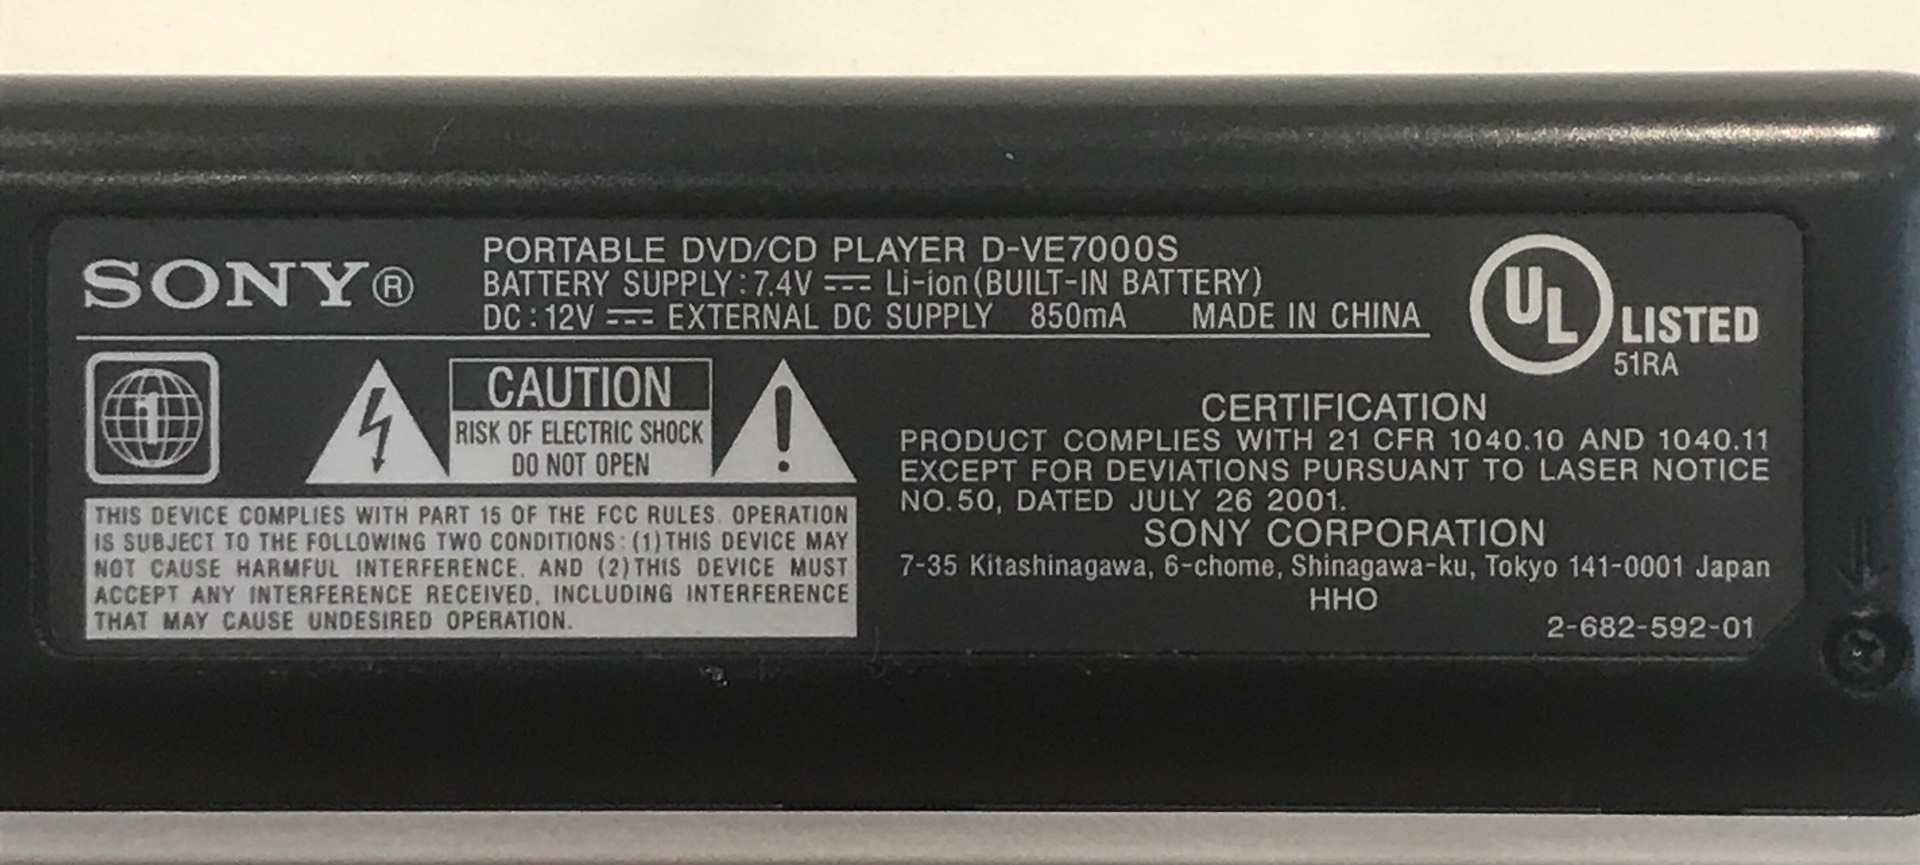 SONY®
PORTABLE DVD/CD PLAYER D-VE7000S
BATTERY SUPPLY : 7.4V ⎓ Li-ion (BUILT-IN BATTERY)
DC : 12V ⎓ EXTERNAL DC SUPPLY 850mA MADE IN CHINA
UL LISTED
51RA
1
CAUTION
RISK OF ELECTRIC SHOCK
DO NOT OPEN
!
THIS DEVICE COMPLIES WITH PART 15 OF THE FCC RULES. OPERATION
IS SUBJECT TO THE FOLLOWING TWO CONDITIONS: (1) THIS DEVICE MAY
NOT CAUSE HARMFUL INTERFERENCE, AND (2) THIS DEVICE MUST
ACCEPT ANY INTERFERENCE RECEIVED, INCLUDING INTERFERENCE
THAT MAY CAUSE UNDESIRED OPERATION.
CERTIFICATION
PRODUCT COMPLIES WITH 21 CFR 1040.10 AND 1040.11
EXCEPT FOR DEVIATIONS PURSUANT TO LASER NOTICE
NO.50, DATED JULY 26 2001.
SONY CORPORATION
7-35 Kitashinagawa, 6-chome, Shinagawa-ku, Tokyo 141-0001 Japan
HHO
2-682-592-01